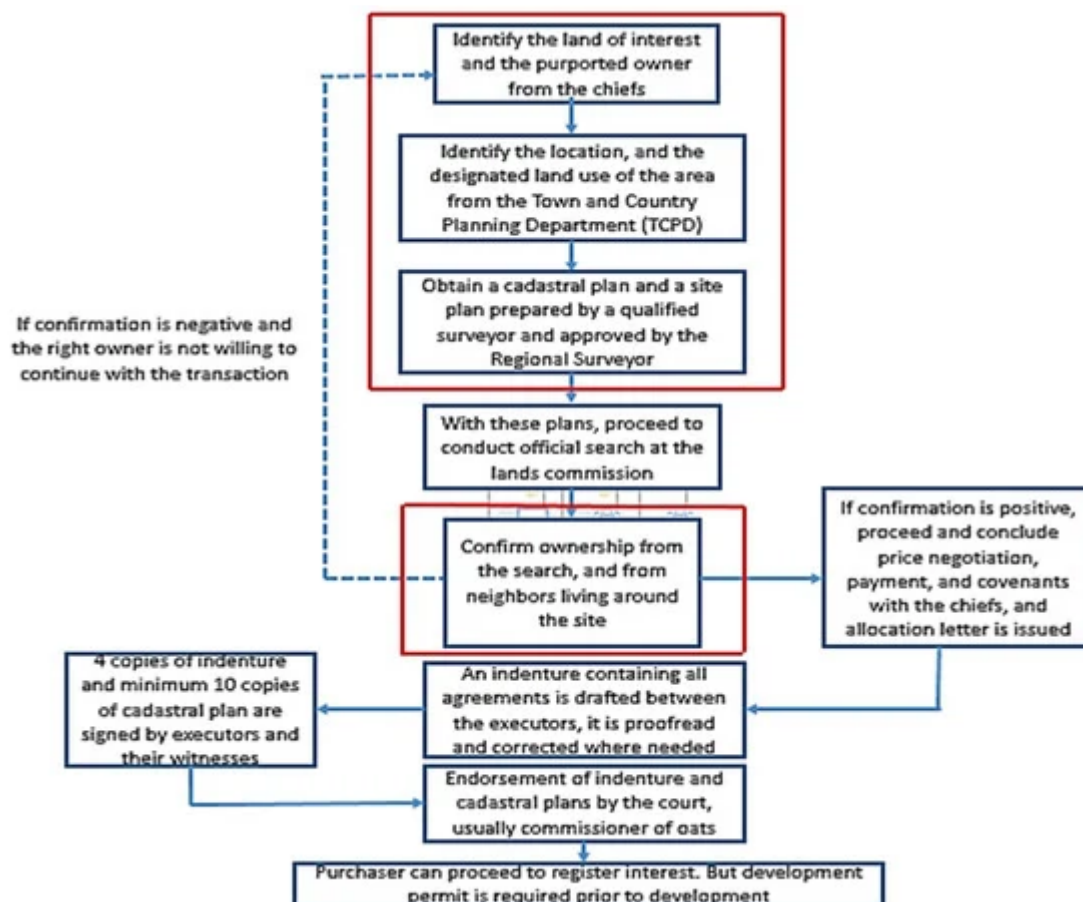 Identify the land of interest
and the purported owner
from the chiefs
Identify the location, and the
designated land use of the area
from the Town and Country
Planning Department (TCPD)
Obtain a cadastral plan and a site
plan prepared by a qualified
surveyor and approved by the
Regional Surveyor
If confirmation is negative and
the right owner is not willing to
continue with the transaction
With these plans, proceed to
conduct official search at the
lands commission
Confirm ownership from
the search, and from
neighbors living around
the site
If confirmation is positive,
proceed and conclude
price negotiation,
payment, and covenants
with the chiefs, and
allocation letter is issued
An indenture containing all
agreements is drafted between
the executors, it is proofread
and corrected where needed
4 copies of indenture
and minimum 10 copies
of cadastral plan are
signed by executors and
their witnesses
Endorsement of indenture and
cadastral plans by the court,
usually commissioner of oats
Purchaser can proceed to register interest. But development
permit is required prior to development